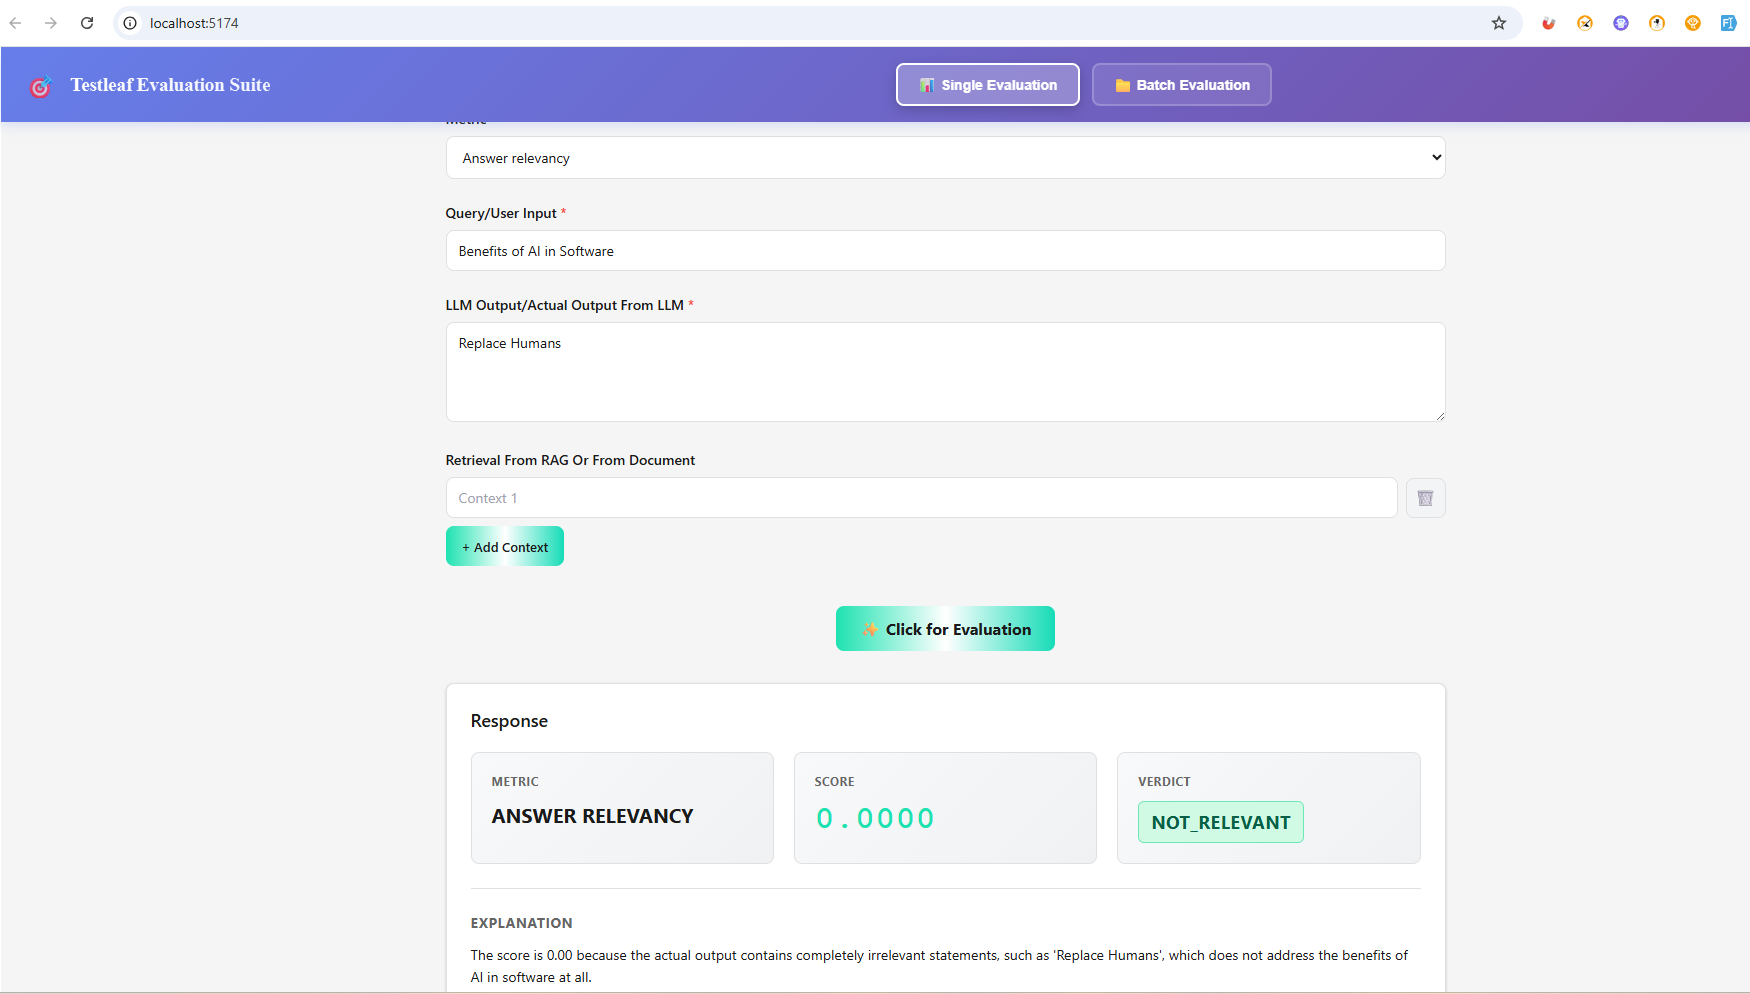 localhost:5174
Testleaf Evaluation Suite
Single Evaluation
Batch Evaluation
Metric
Answer relevancy
Query/User Input *
Benefits of AI in Software
LLM Output/Actual Output From LLM *
Replace Humans
Retrieval From RAG Or From Document
Context 1
+ Add Context
Click for Evaluation
Response
METRIC
ANSWER RELEVANCY
SCORE
0.0000
VERDICT
NOT_RELEVANT
EXPLANATION
The score is 0.00 because the actual output contains completely irrelevant statements, such as 'Replace Humans', which does not address the benefits of
AI in software at all.